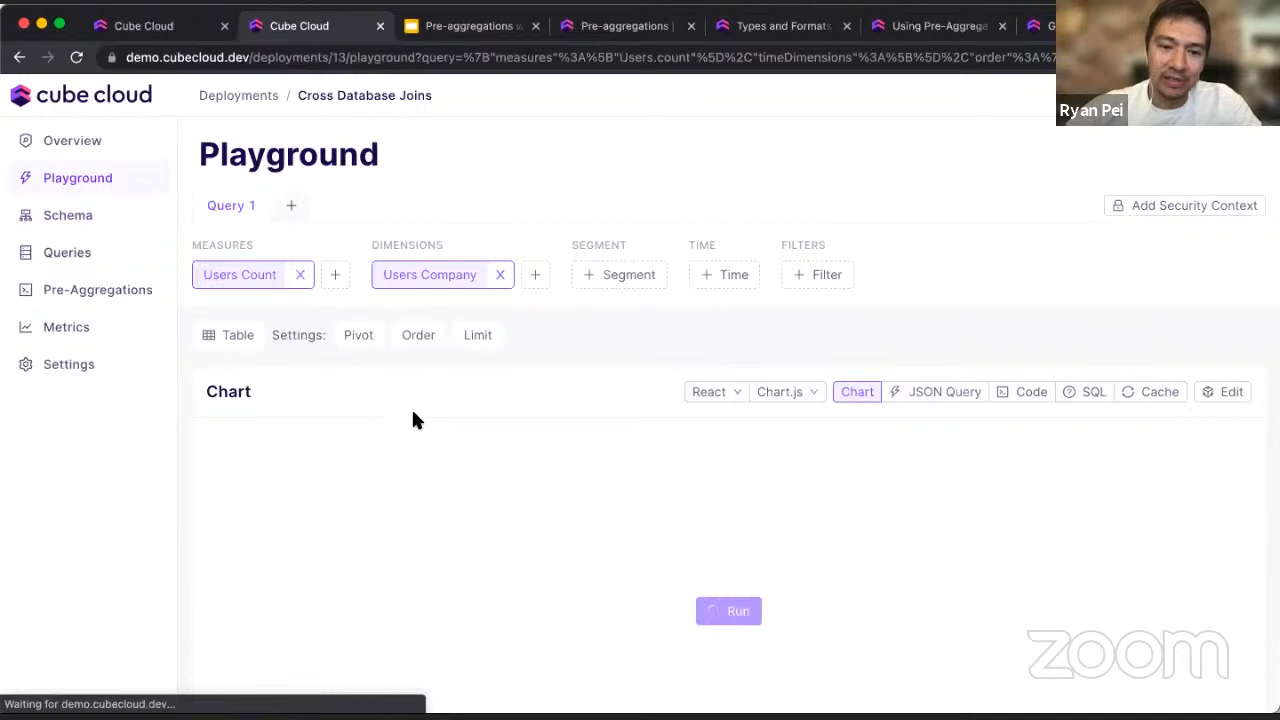 Cube Cloud
Cube Cloud
Pre-aggregations w
Pre-aggregations
Types and Formats
Using Pre-Aggrega
G
demo.cubecloud.dev/deployments/13/playground?query=%7B"measures"%3A%5B"Users.count"%5D%2C"timeDimensions"%3A%5B%5D%2C"order"%
Ryan Pei
cube cloud
Deployments / Cross Database Joins
Overview
Playground
Schema
Queries
Pre-Aggregations
Metrics
Settings
Playground
Query 1 +
Add Security Context
MEASURES DIMENSIONS SEGMENT TIME FILTERS
Users Count X + Users Company X + + Segment + Time + Filter
Table Settings: Pivot Order Limit
Chart
React Chart.js Chart JSON Query Code SQL Cache Edit
Run
zoom
Waiting for demo.cubecloud.dev...